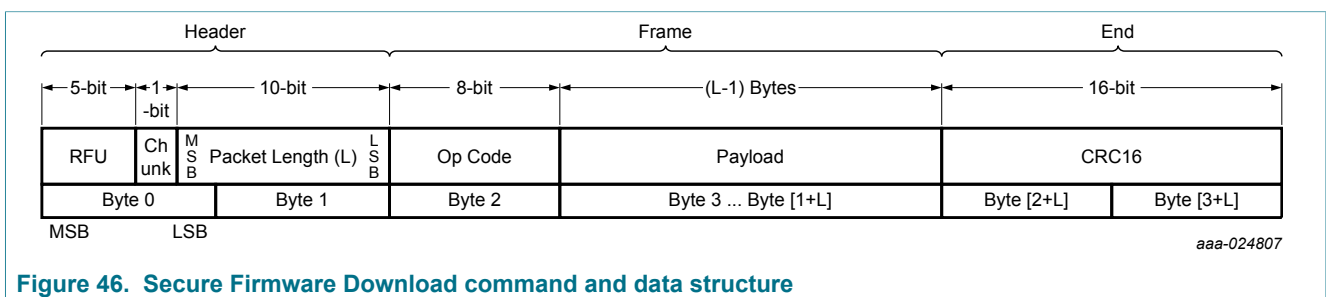 Header Frame End
5-bit 1 -bit 10-bit 8-bit (L-1) Bytes 16-bit
RFU Ch unk MSB Packet Length (L) LSB Op Code Payload CRC16
Byte 0 Byte 1 Byte 2 Byte 3 ... Byte [1+L] Byte [2+L] Byte [3+L]
MSB LSB
aaa-024807
Figure 46. Secure Firmware Download command and data structure